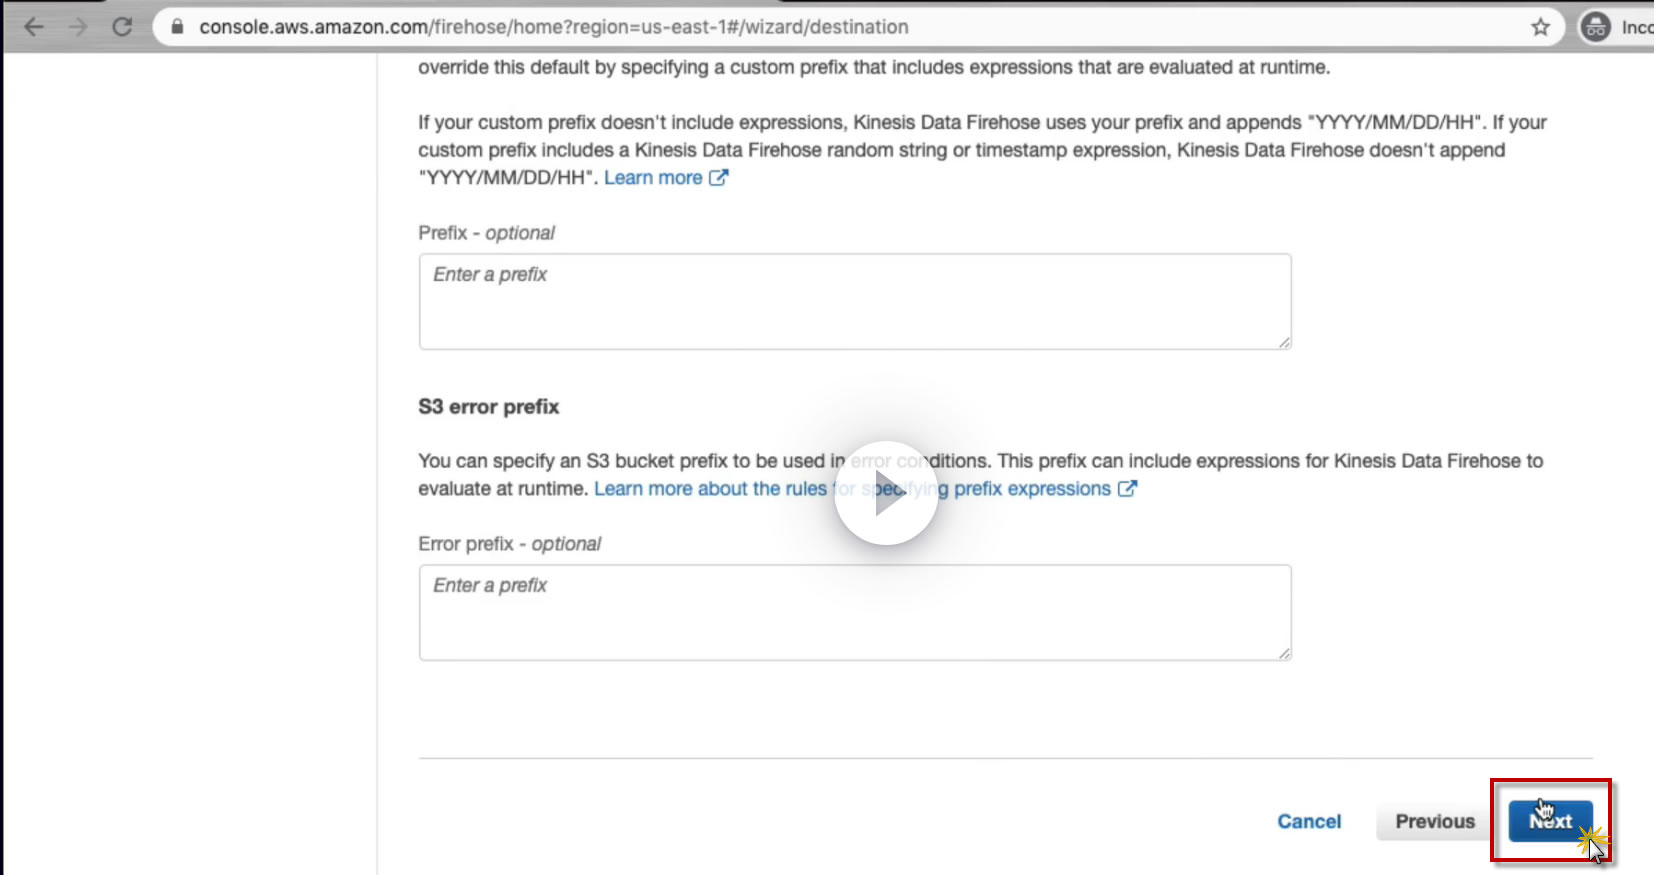 console.aws.amazon.com/firehose/home?region=us-east-1#/wizard/destination
override this default by specifying a custom prefix that includes expressions that are evaluated at runtime.
If your custom prefix doesn't include expressions, Kinesis Data Firehose uses your prefix and appends "YYYY/MM/DD/HH". If your
custom prefix includes a Kinesis Data Firehose random string or timestamp expression, Kinesis Data Firehose doesn't append
"YYYY/MM/DD/HH". Learn more
Prefix - optional
Enter a prefix
S3 error prefix
You can specify an S3 bucket prefix to be used in error conditions. This prefix can include expressions for Kinesis Data Firehose to
evaluate at runtime. Learn more about the rules for specifying prefix expressions
Error prefix - optional
Enter a prefix
Cancel
Previous
Next